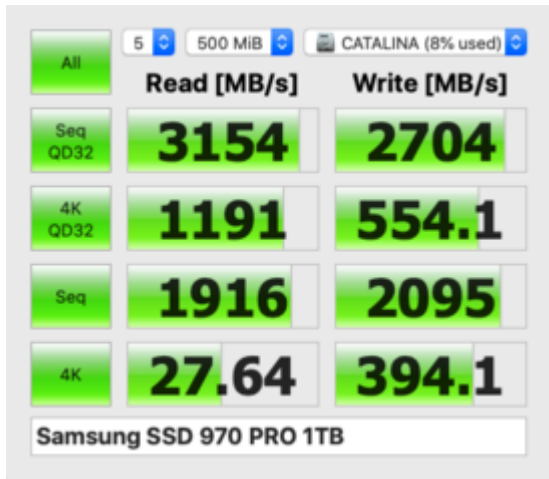 All 5 500 MiB CATALINA (8% used)
Read [MB/s] Write [MB/s]
Seq QD32 3154 2704
4K QD32 1191 554.1
Seq 1916 2095
4K 27.64 394.1
Samsung SSD 970 PRO 1TB